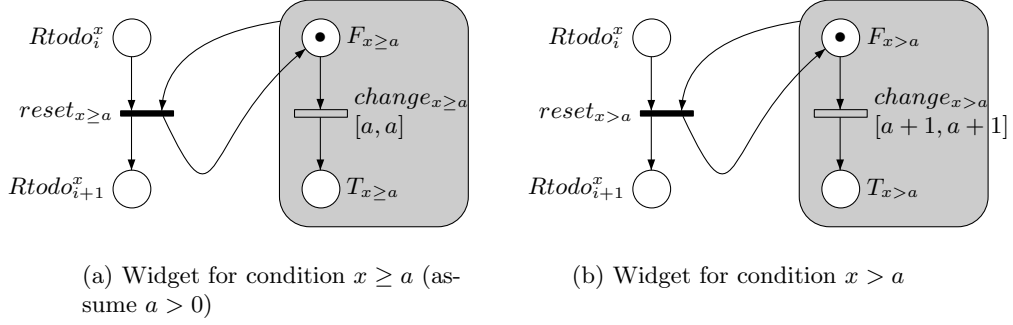 Rtodo^x_i
F_{x≥a}
reset_{x≥a}
change_{x≥a}
[a, a]
Rtodo^x_{i+1}
T_{x≥a}
(a) Widget for condition x ≥ a (as-
sume a > 0)
Rtodo^x_i
F_{x>a}
reset_{x>a}
change_{x>a}
[a + 1, a + 1]
Rtodo^x_{i+1}
T_{x>a}
(b) Widget for condition x > a